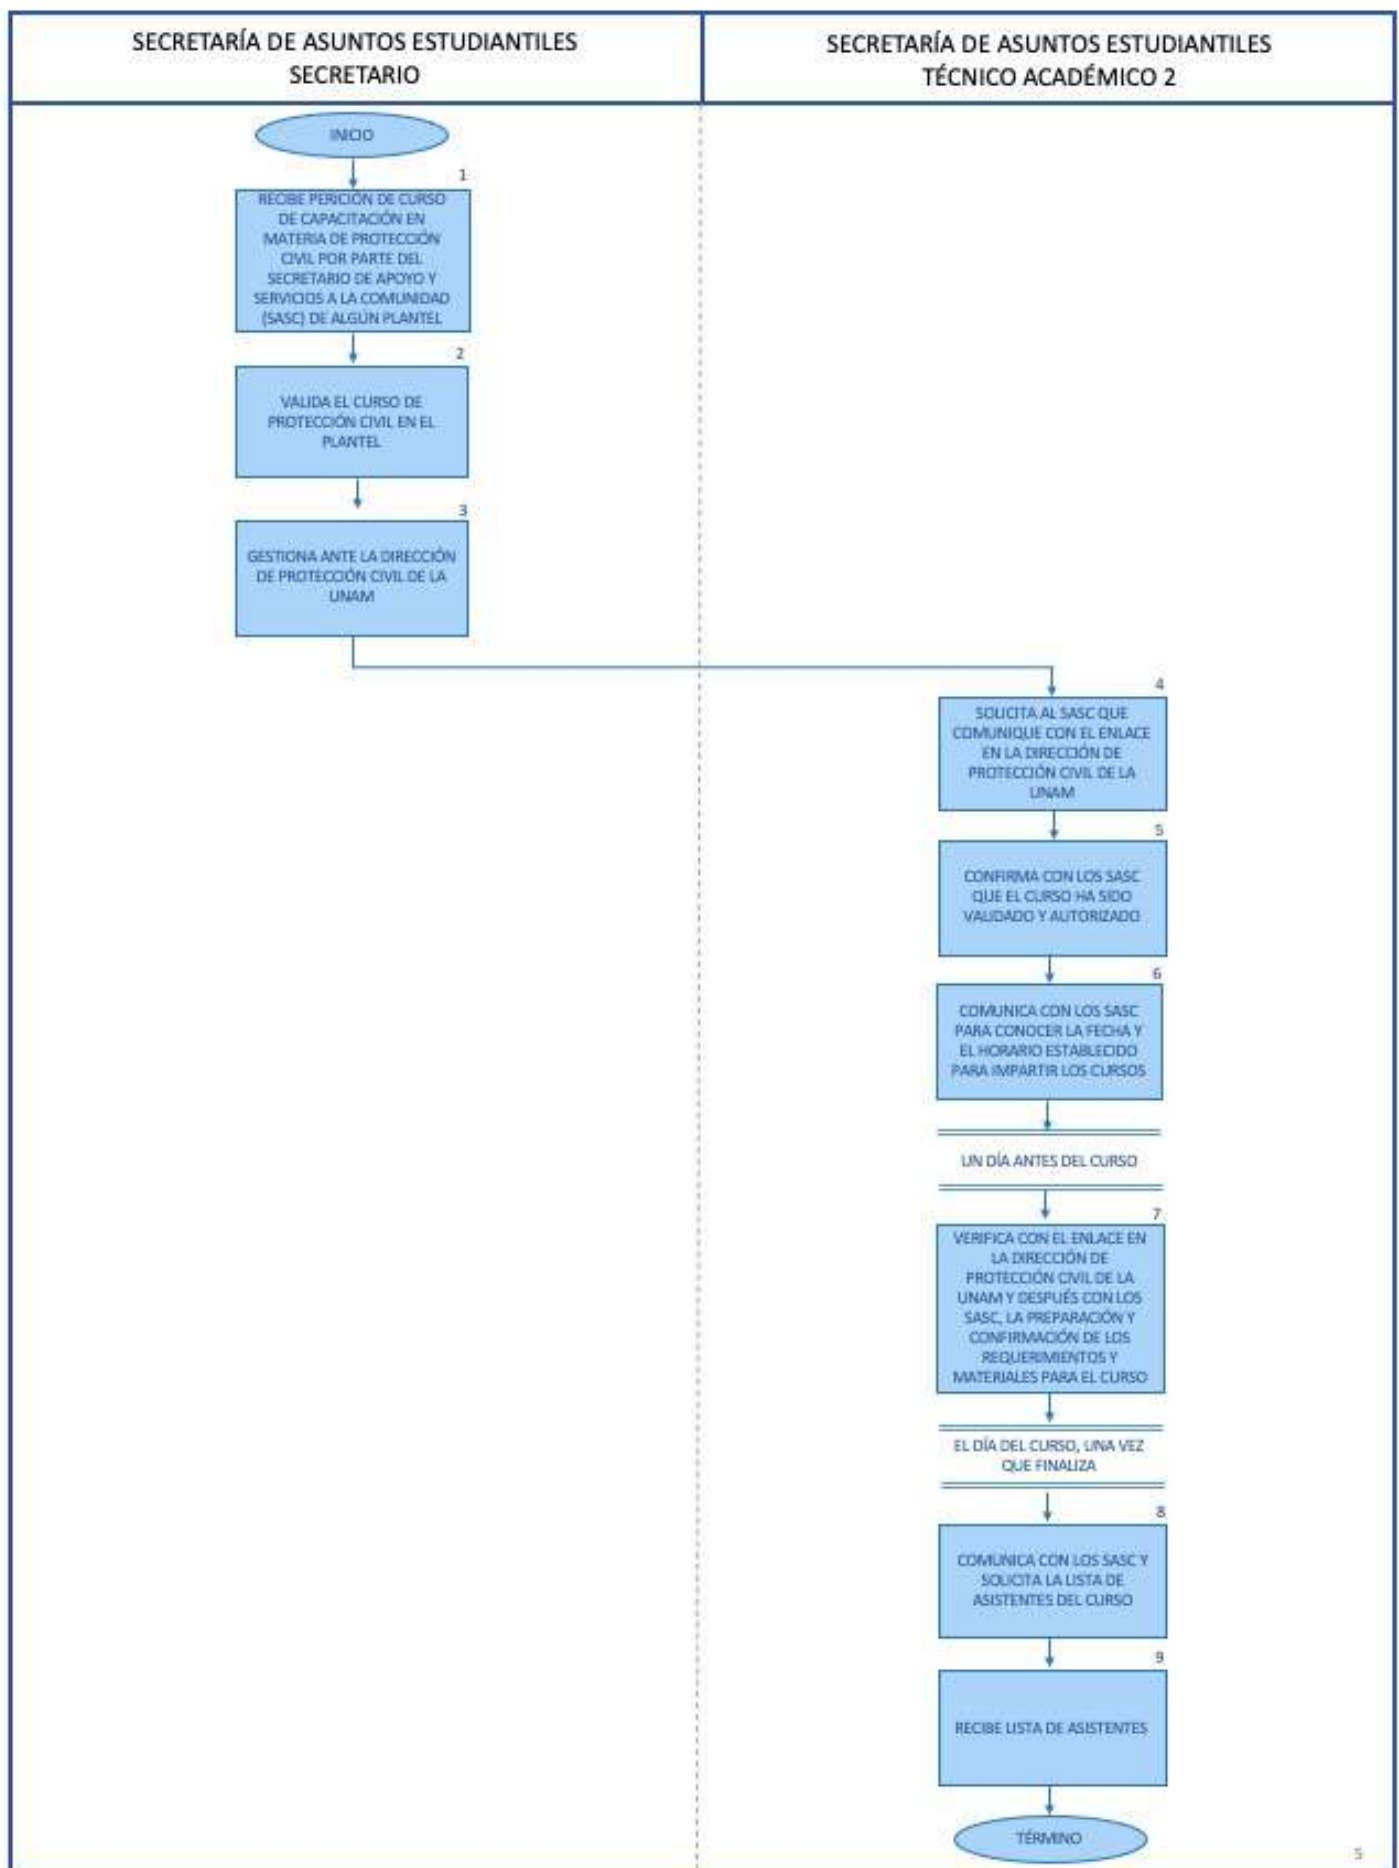 SECRETARÍA DE ASUNTOS ESTUDIANTILES
SECRETARIO
SECRETARÍA DE ASUNTOS ESTUDIANTILES
TÉCNICO ACADÉMICO 2
INICIO
1
RECIBE PERICIÓN DE CURSO
DE CAPACITACIÓN EN
MATERIA DE PROTECCIÓN
CIVIL POR PARTE DEL
SECRETARIO DE APOYO Y
SERVICIOS A LA COMUNIDAD
(SASC) DE ALGÚN PLANTEL
2
VALIDA EL CURSO DE
PROTECCIÓN CIVIL EN EL
PLANTEL
3
GESTIONA ANTE LA DIRECCIÓN
DE PROTECCIÓN CIVIL DE LA
UNAM
4
SOLICITA AL SASC QUE
COMUNIQUE CON EL ENLACE
EN LA DIRECCIÓN DE
PROTECCIÓN CIVIL DE LA
UNAM
5
CONFIRMA CON LOS SASC
QUE EL CURSO HA SIDO
VALIDADO Y AUTORIZADO
6
COMUNICA CON LOS SASC
PARA CONOCER LA FECHA Y
EL HORARIO ESTABLECIDO
PARA IMPARTIR LOS CURSOS
UN DÍA ANTES DEL CURSO
7
VERIFICA CON EL ENLACE EN
LA DIRECCIÓN DE
PROTECCIÓN CIVIL DE LA
UNAM Y DESPUÉS CON LOS
SASC, LA PREPARACIÓN Y
CONFIRMACIÓN DE LOS
REQUERIMIENTOS Y
MATERIALES PARA EL CURSO
EL DÍA DEL CURSO, UNA VEZ
QUE FINALIZA
8
COMUNICA CON LOS SASC Y
SOLICITA LA LISTA DE
ASISTENTES DEL CURSO
9
RECIBE LISTA DE ASISTENTES
TÉRMINO
5